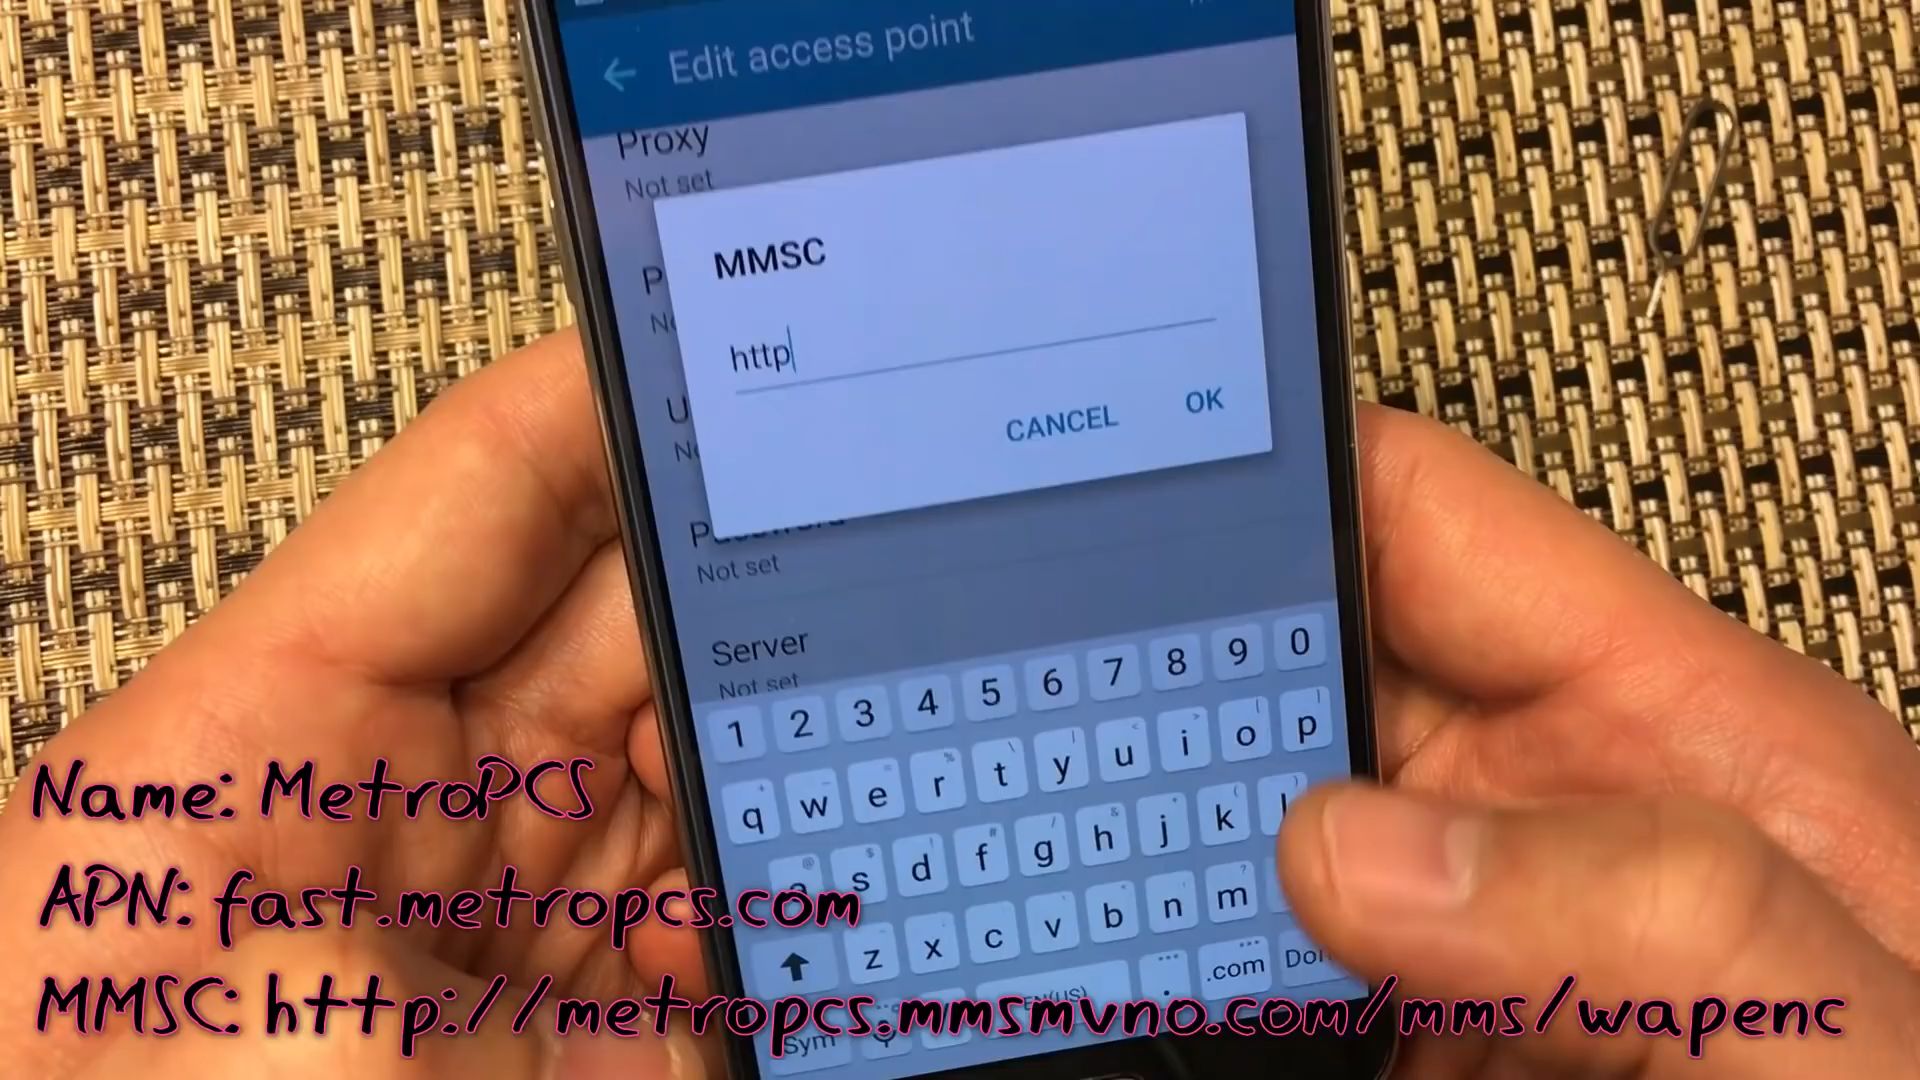 Edit access point
Proxy
Not set
MMSC
http
CANCEL OK
Not set
Server
Not set
1 2 3 4 5 6 7 8 9 0
q w e r t y u i o p
s d f g h j k
z x c v b n m
. .com
Sym
Name: MetroPCS
APN: fast.metropcs.com
MMSC: http://metropcs.mmsmvno.com/mms/wapenc